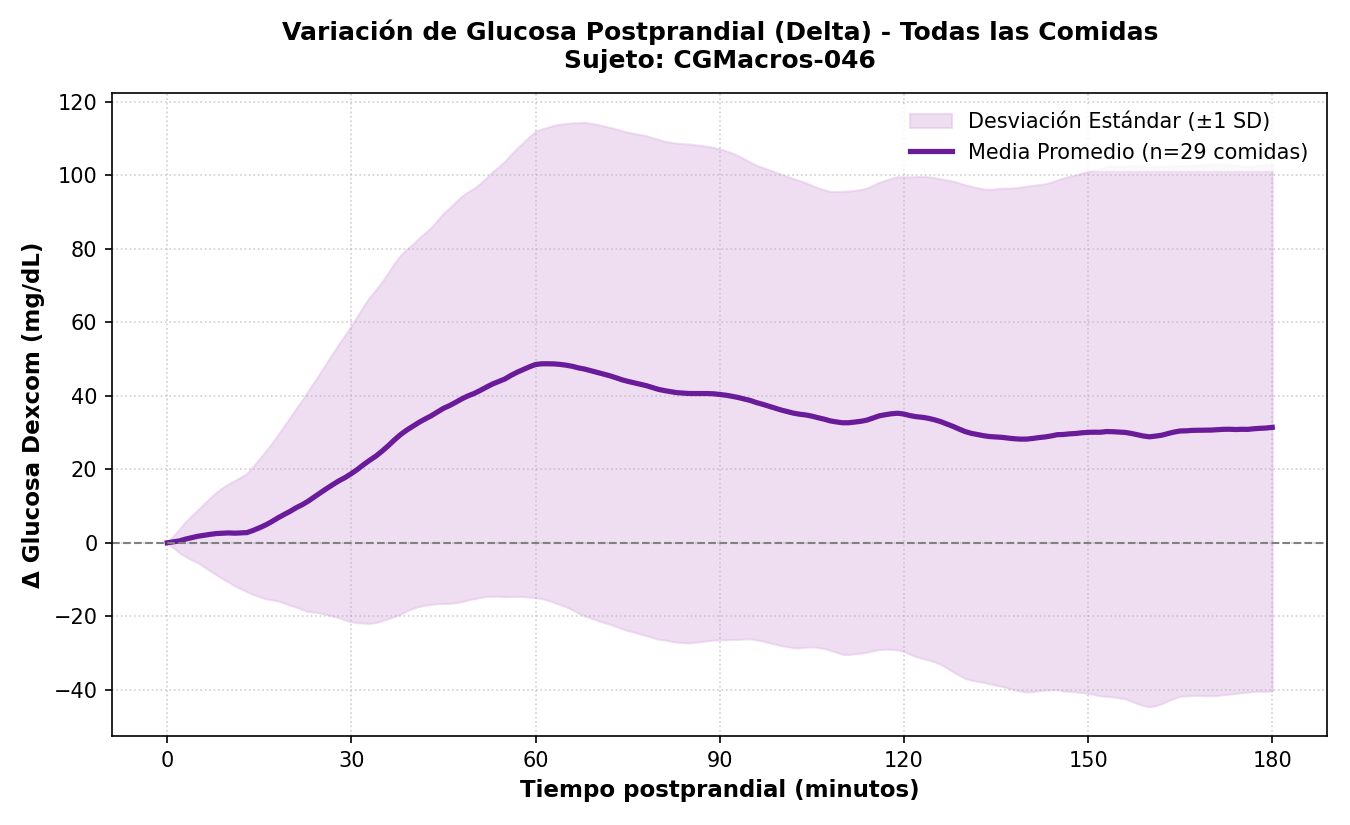 Variación de Glucosa Postprandial (Delta) - Todas las Comidas
Sujeto: CGMacros-046
Desviación Estándar (±1 SD)
Media Promedio (n=29 comidas)
Δ Glucosa Dexcom (mg/dL)
120
100
80
60
40
20
0
−20
−40
0 30 60 90 120 150 180
Tiempo postprandial (minutos)